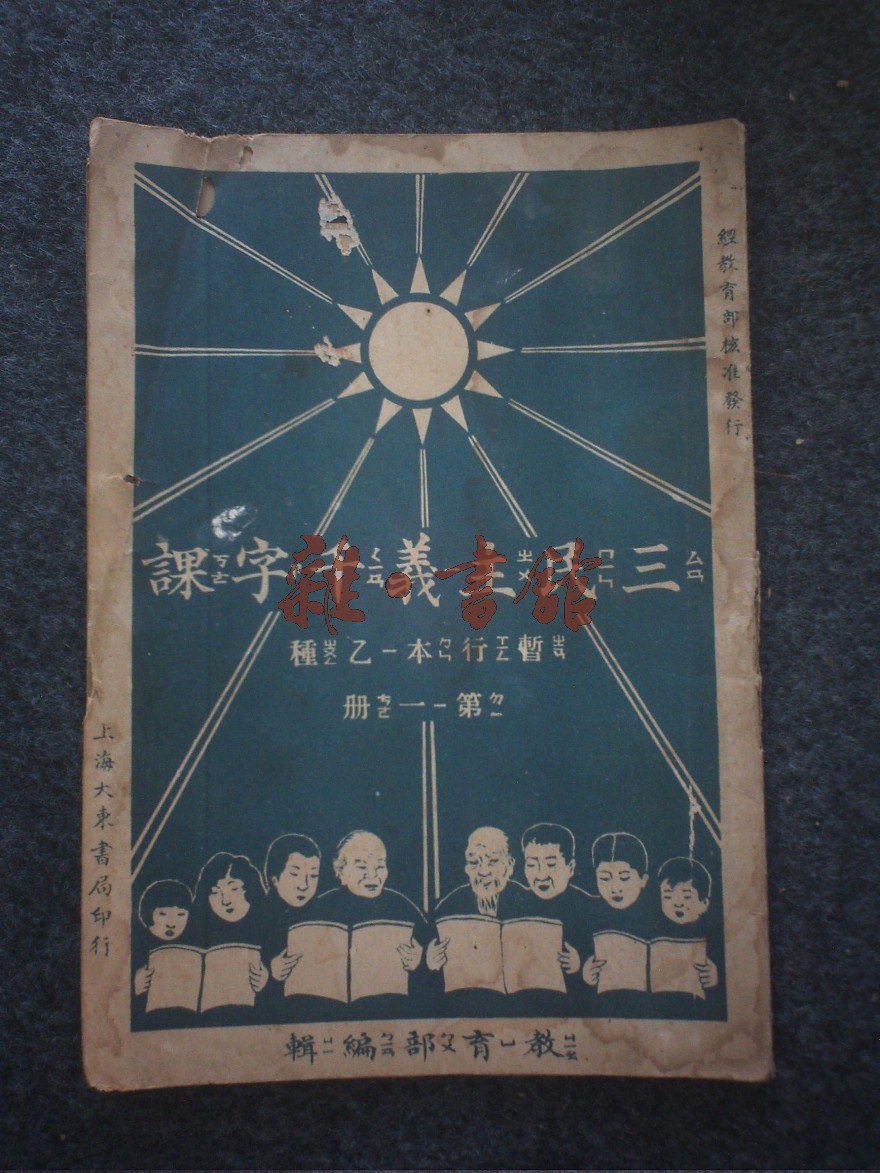 經教育部核准發行
三民主義千字課
暫行本一乙種
第一册
上海大東書局印行
教育部編輯
雜·書館